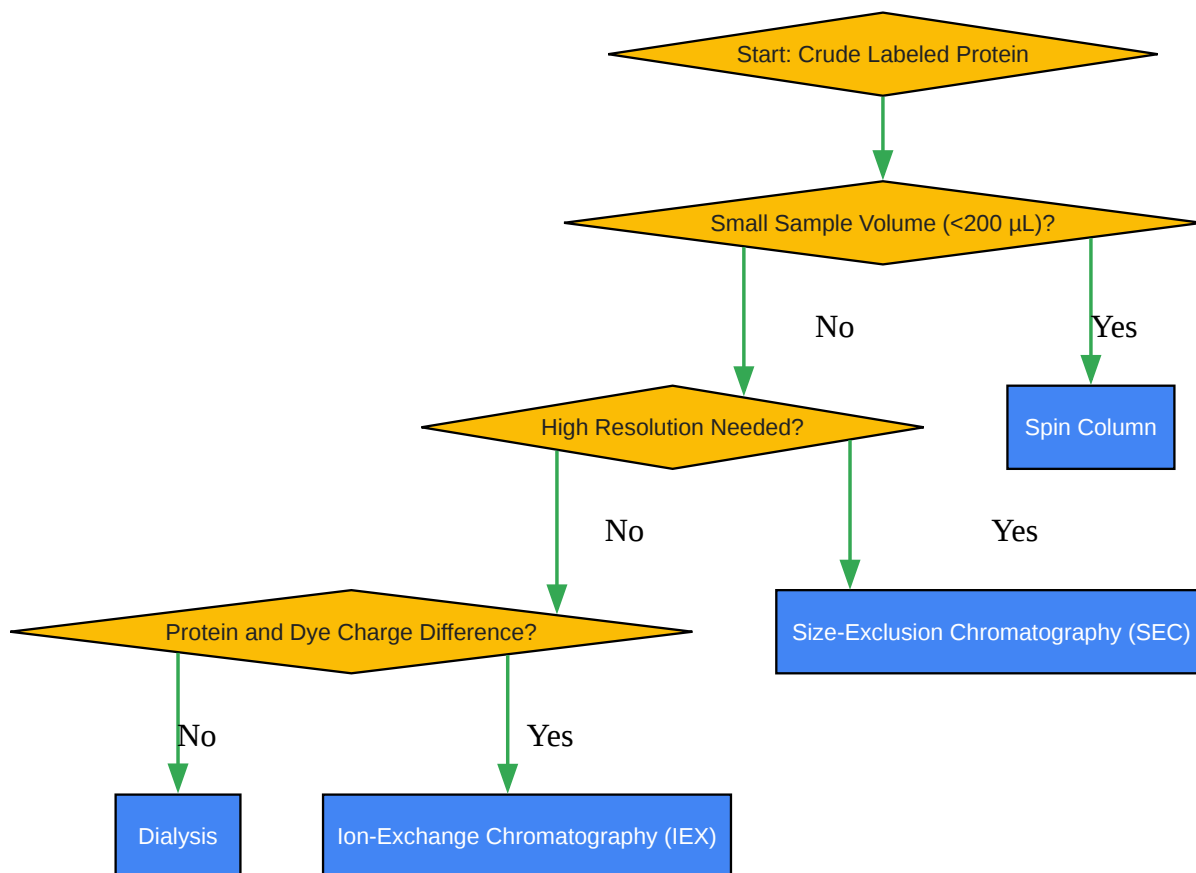 Start: Crude Labeled Protein
Small Sample Volume (<200 µL)?
No
Yes
High Resolution Needed?
Spin Column
No
Yes
Protein and Dye Charge Difference?
Size-Exclusion Chromatography (SEC)
No
Yes
Dialysis
Ion-Exchange Chromatography (IEX)